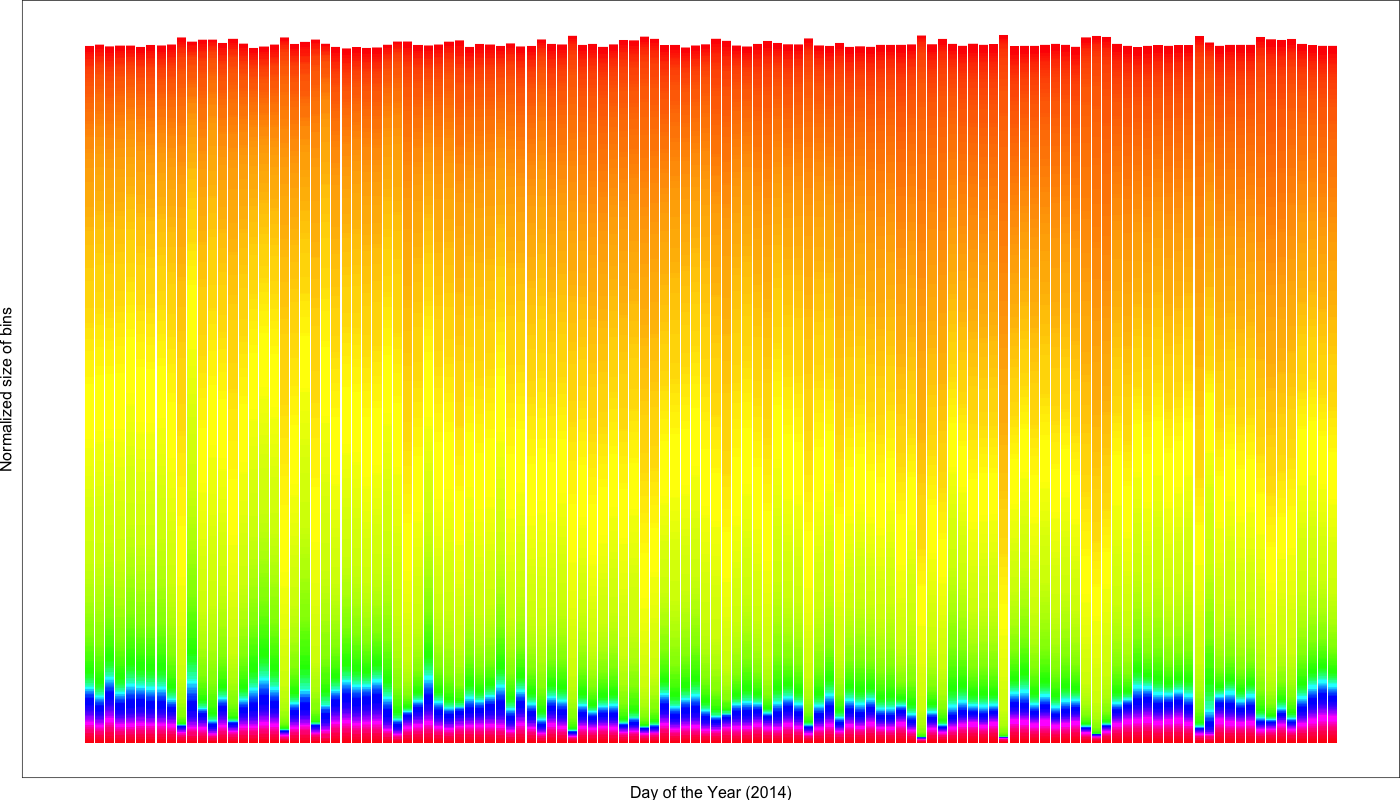 Normalized size of bins
Day of the Year (2014)